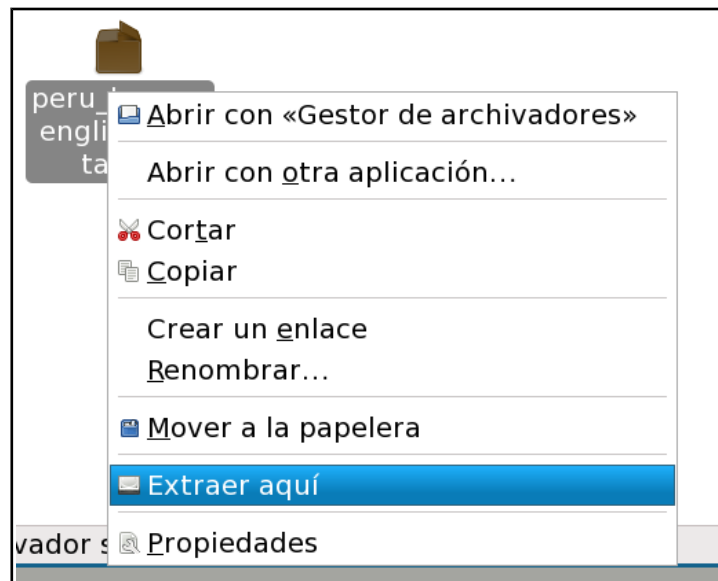 peru_
engli
ta
Abrir con «Gestor de archivadores»
Abrir con otra aplicación...
Cortar
Copiar
Crear un enlace
Renombrar...
Mover a la papelera
Extraer aquí
vador s
Propiedades